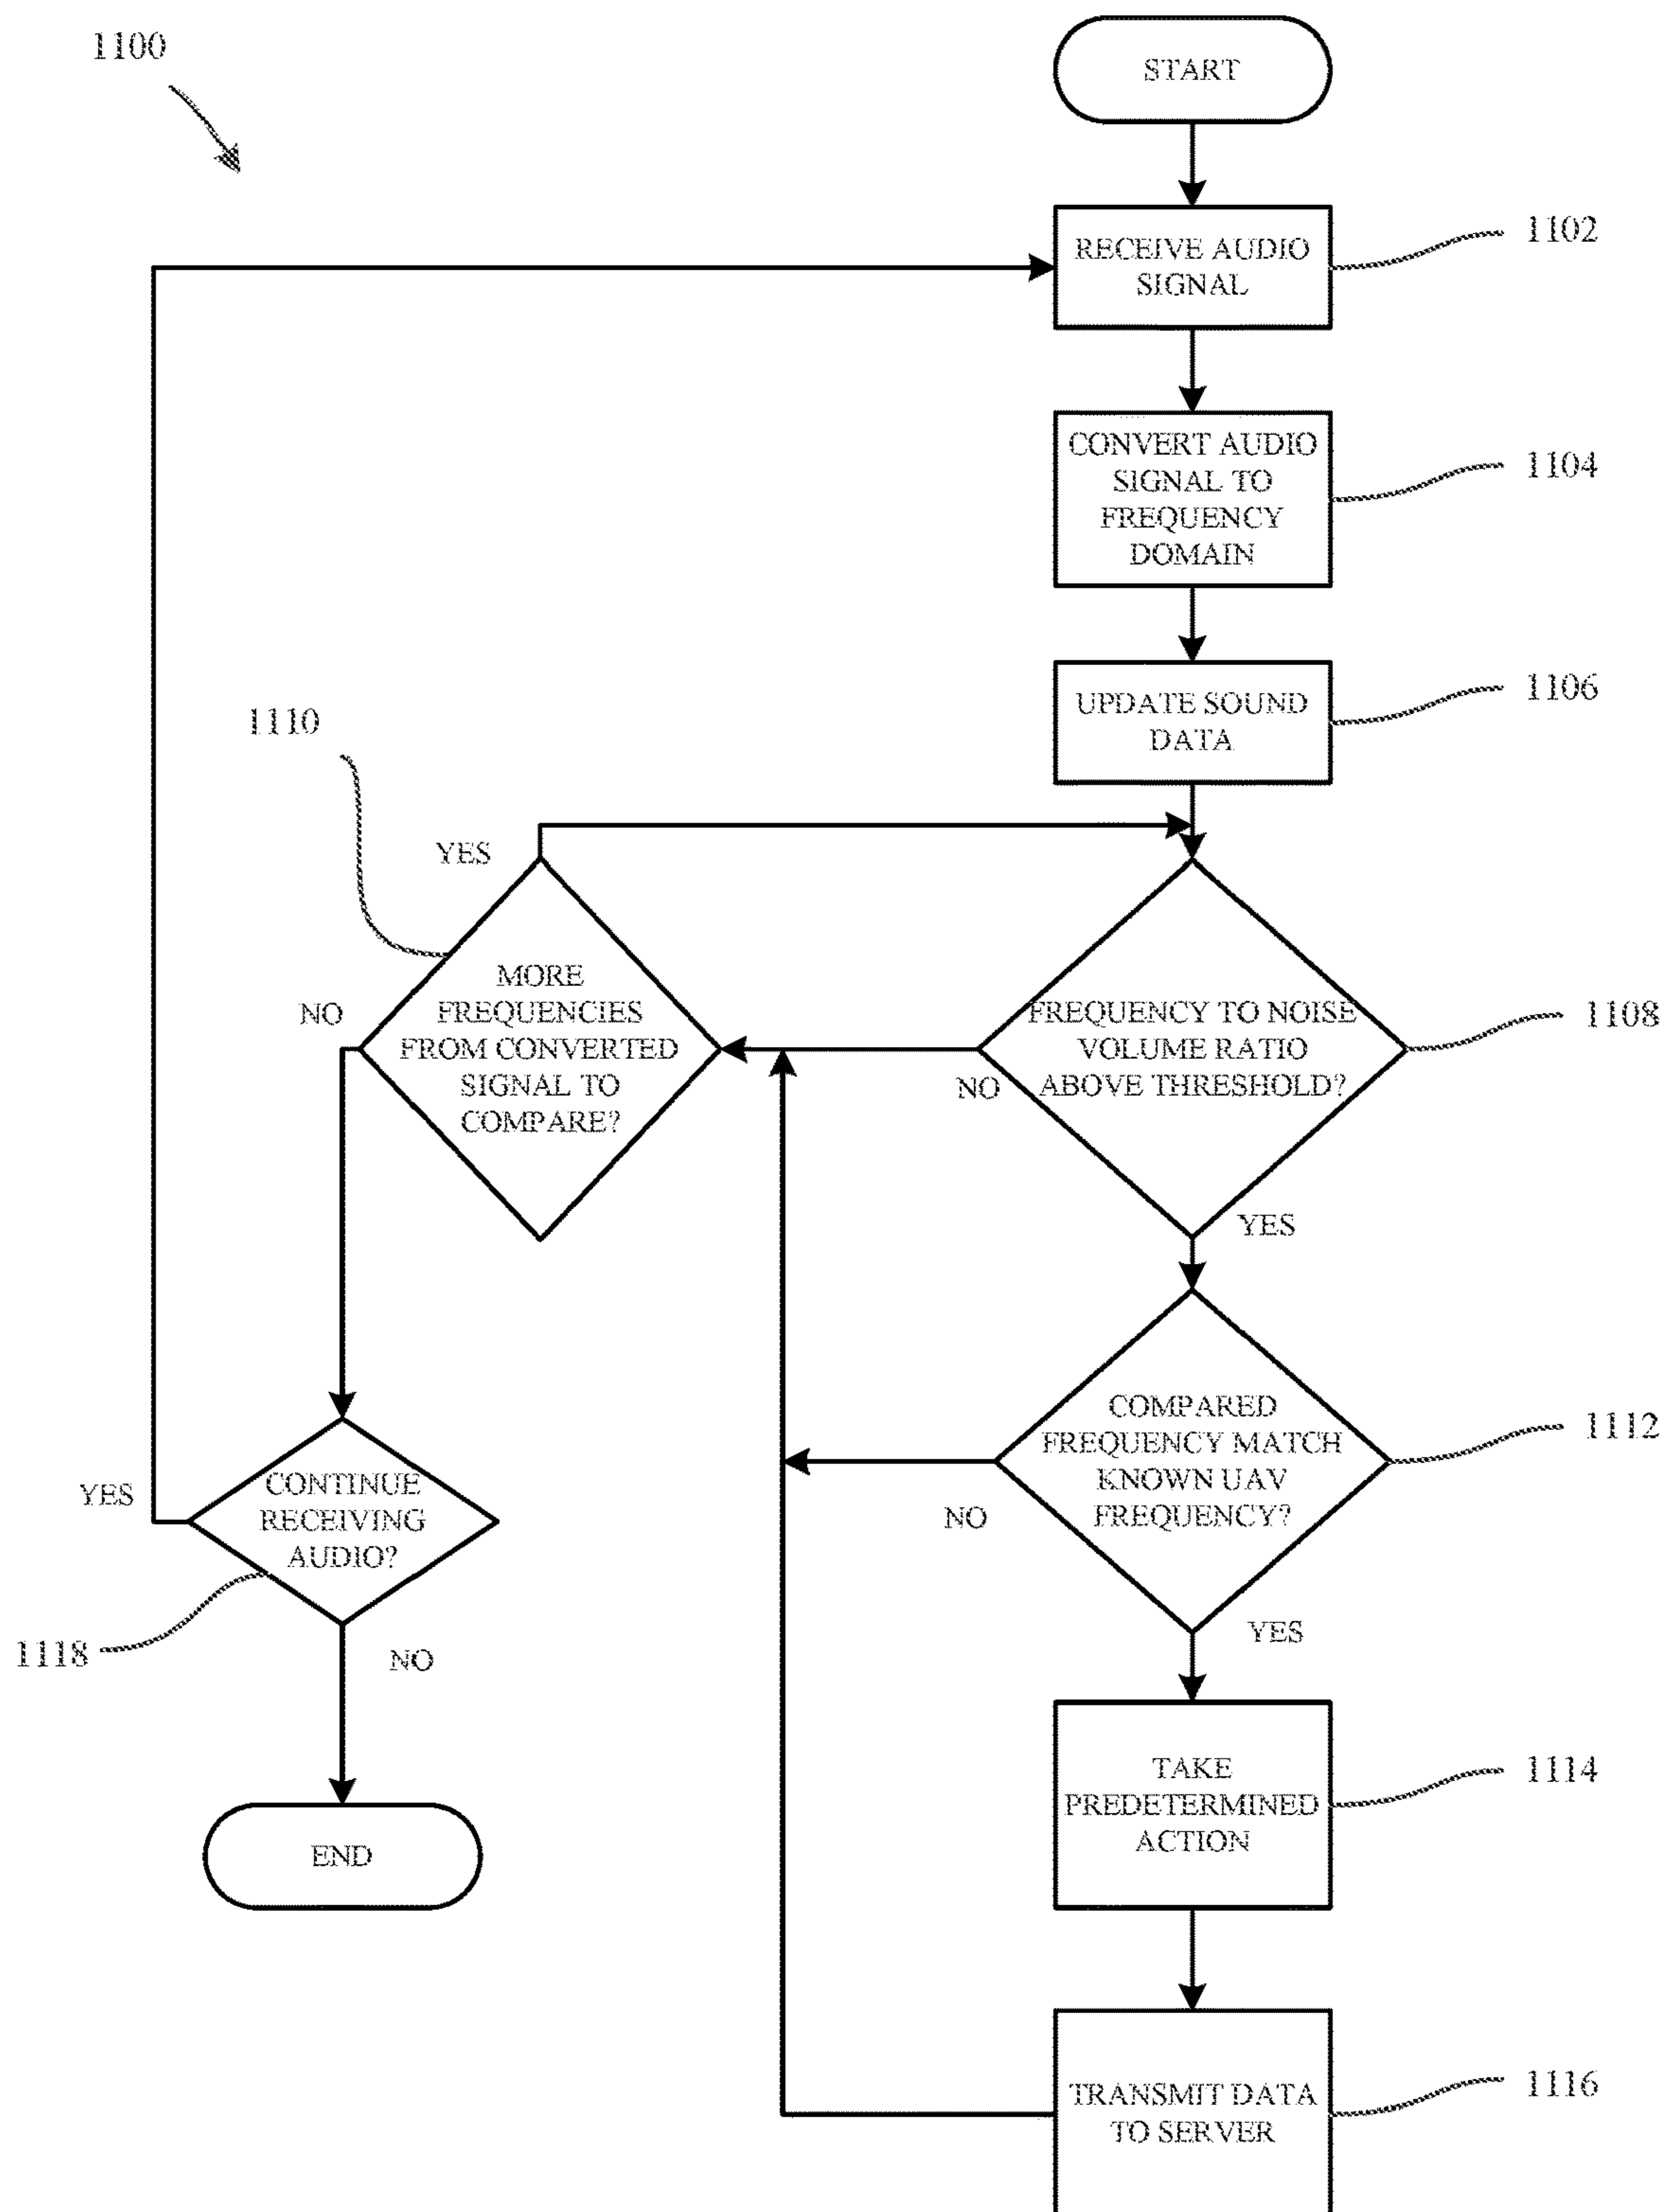 1100
START
RECEIVE AUDIO
SIGNAL
1102
CONVERT AUDIO
SIGNAL TO
FREQUENCY
DOMAIN
1104
UPDATE SOUND
DATA
1106
1110
YES
MORE
FREQUENCIES
FROM CONVERTED
SIGNAL TO
COMPARE?
NO
FREQUENCY TO NOISE
VOLUME RATIO
ABOVE THRESHOLD?
1108
NO
YES
COMPARED
FREQUENCY MATCH
KNOWN UAV
FREQUENCY?
1112
NO
YES
CONTINUE
RECEIVING
AUDIO?
YES
1118
NO
TAKE
PREDETERMINED
ACTION
1114
END
TRANSMIT DATA
TO SERVER
1116